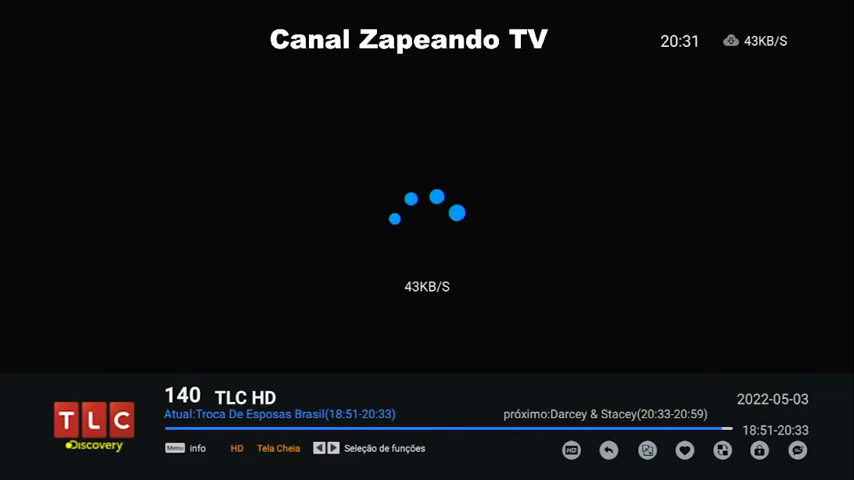 Canal Zapeando TV
20:31
43KB/S
43KB/S
140 TLC HD
2022-05-03
Atual:Troca De Esposas Brasil(18:51-20:33)
próximo:Darcey & Stacey(20:33-20:59)
18:51-20:33
TLC
Discovery
Menu info HD Tela Cheia Seleção de funções
HD